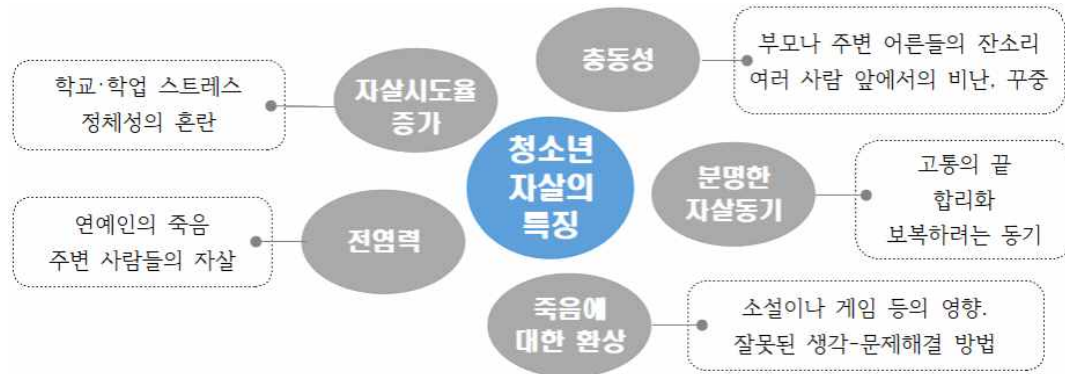 청소년
자살의
특징
자살시도율
증가
학교·학업 스트레스
정체성의 혼란
충동성
부모나 주변 어른들의 잔소리
여러 사람 앞에서의 비난, 꾸중
분명한
자살동기
고통의 끝
합리화
보복하려는 동기
전염력
연예인의 죽음
주변 사람들의 자살
죽음에
대한 환상
소설이나 게임 등의 영향.
잘못된 생각-문제해결 방법